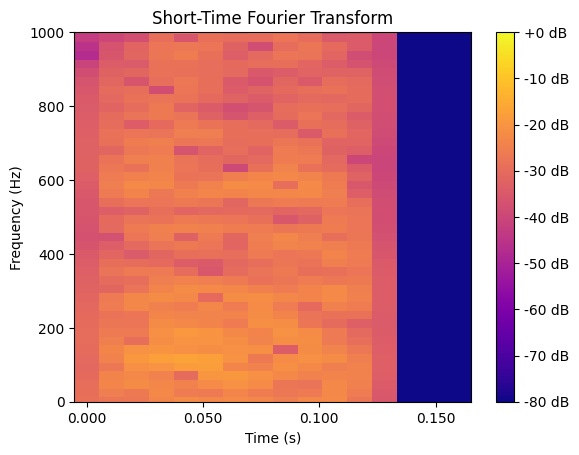 Short-Time Fourier Transform
1000
800
600
400
200
0
Frequency (Hz)
0.000
0.050
0.100
0.150
Time (s)
+0 dB
-10 dB
-20 dB
-30 dB
-40 dB
-50 dB
-60 dB
-70 dB
-80 dB